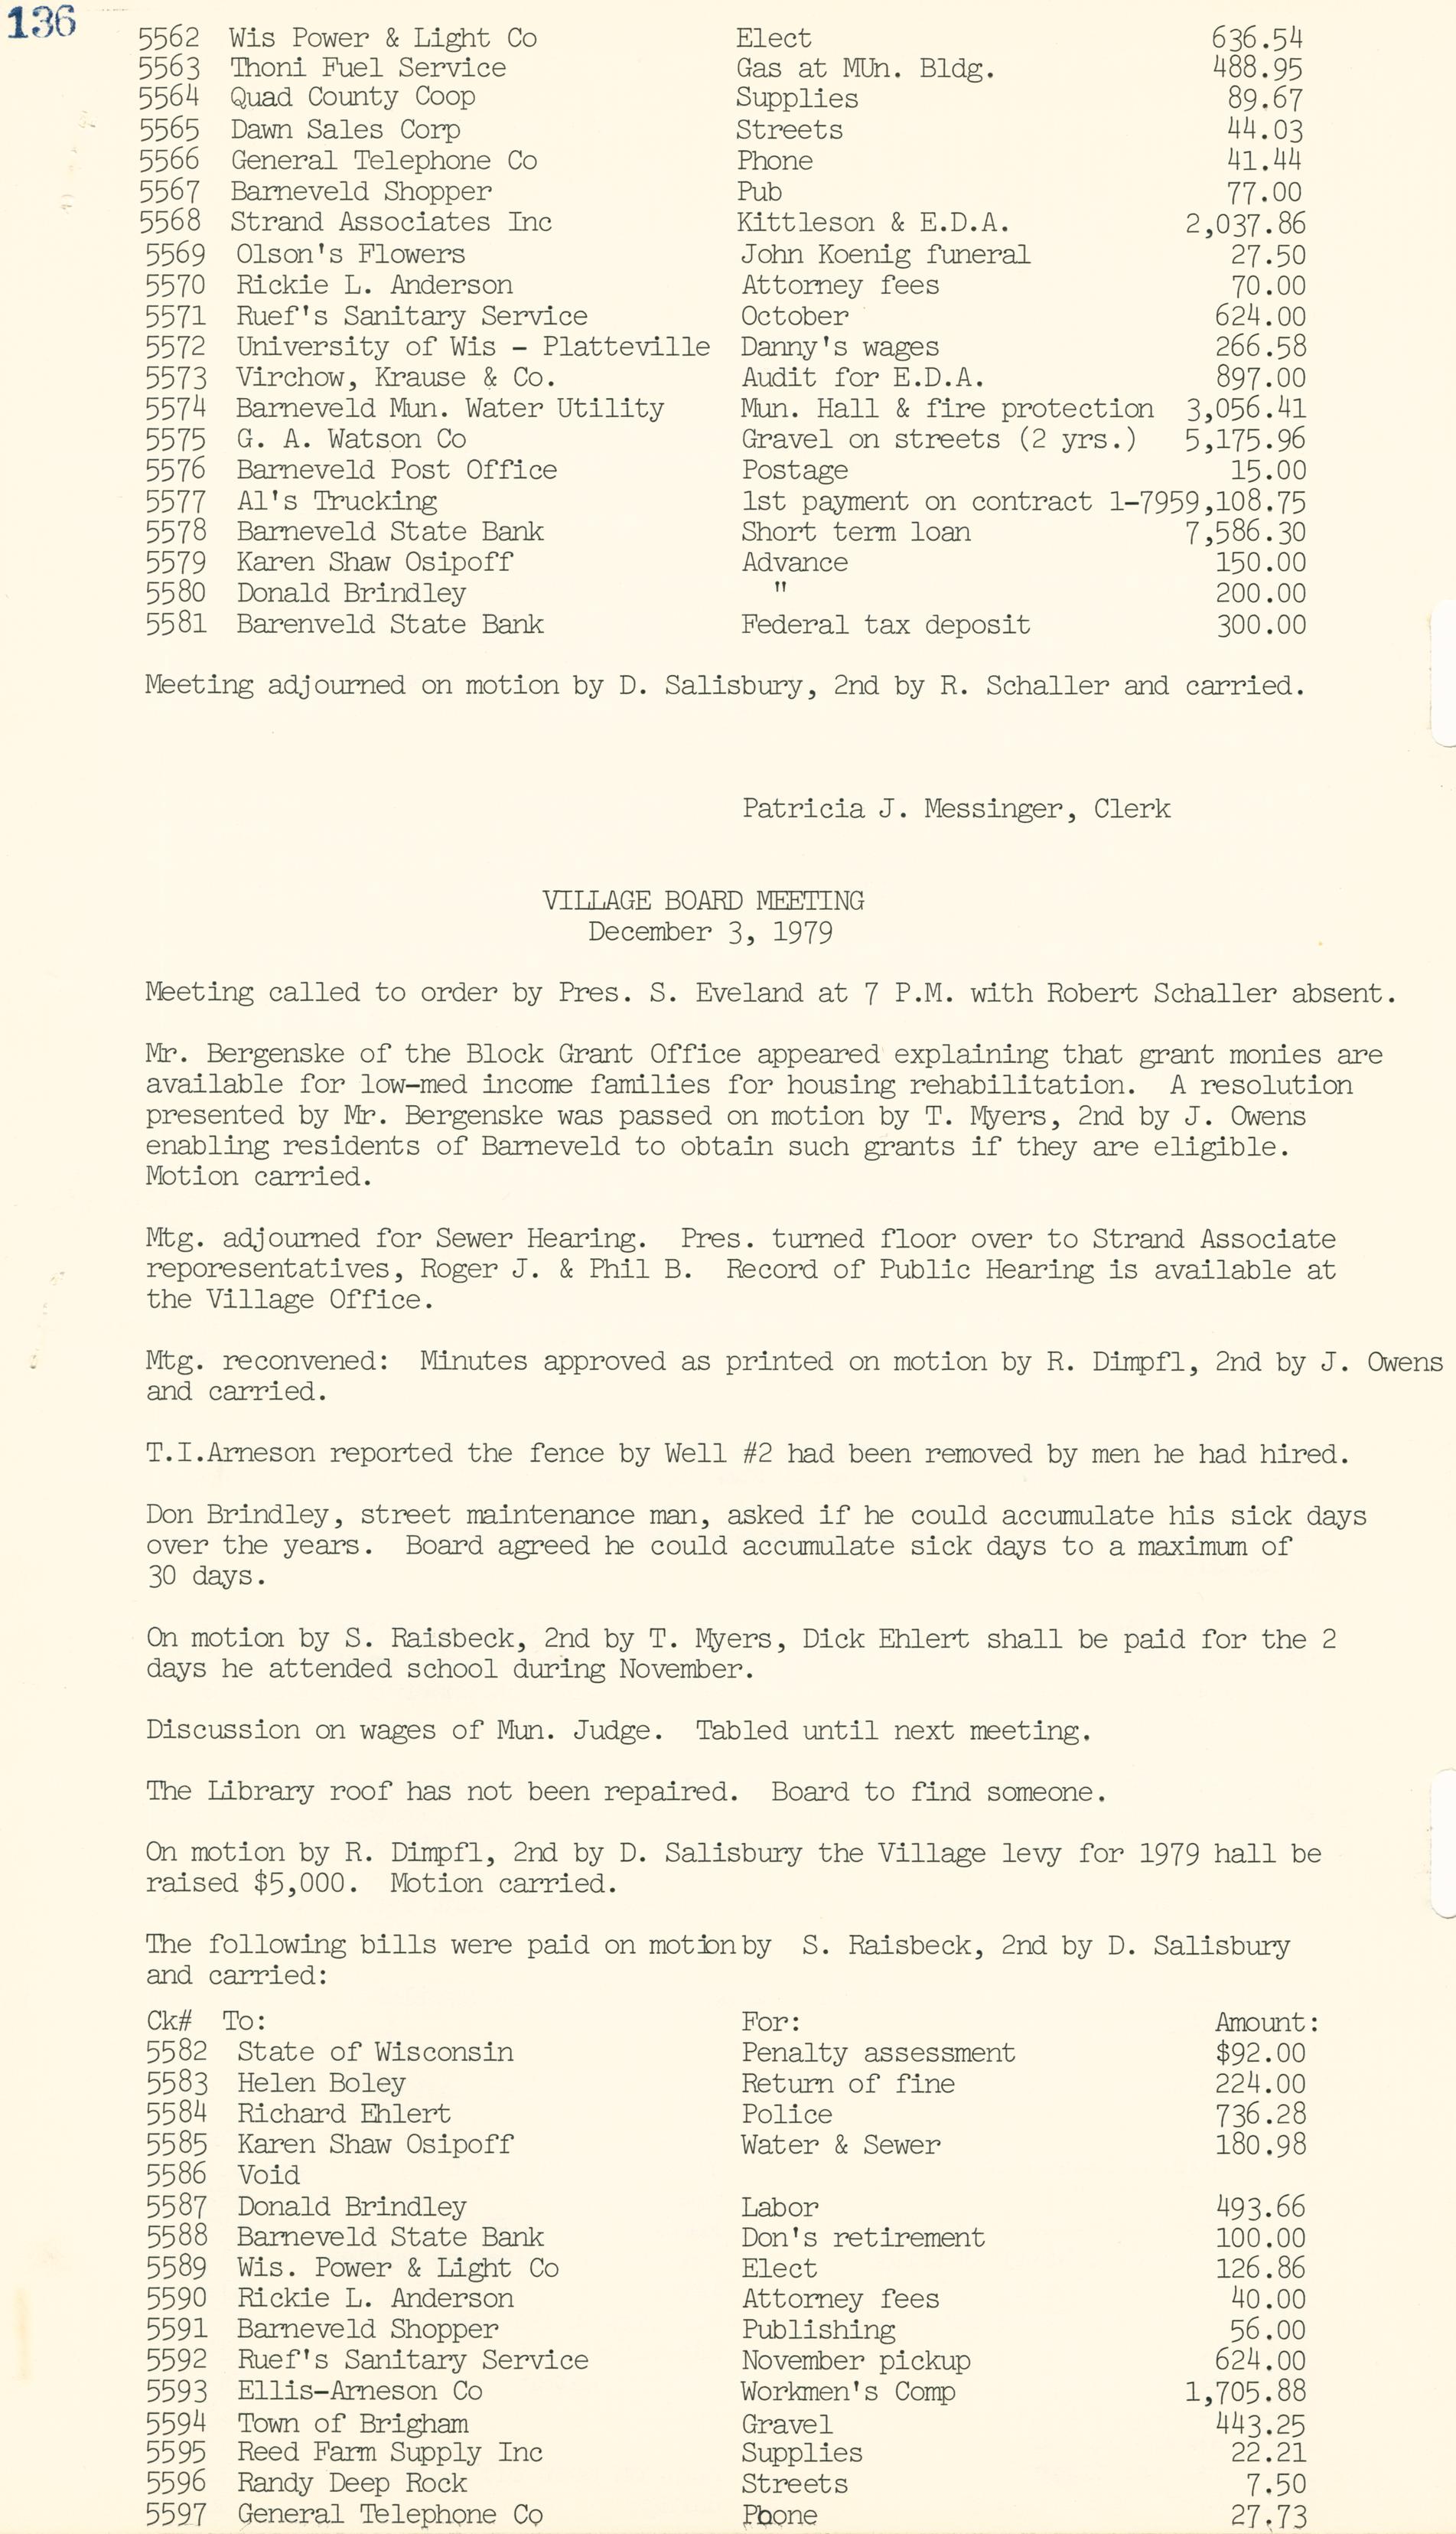 136
5562 Wis Power & Light Co Elect 636.54
5563 Thoni Fuel Service Gas at MUn. Bldg. 488.95
5564 Quad County Coop Supplies 89.67
5565 Dawn Sales Corp Streets 44.03
5566 General Telephone Co Phone 41.44
5567 Barneveld Shopper Pub 77.00
5568 Strand Associates Inc Kittleson & E.D.A. 2,037.86
5569 Olson's Flowers John Koenig funeral 27.50
5570 Rickie L. Anderson Attorney fees 70.00
5571 Ruef's Sanitary Service October 624.00
5572 University of Wis - Platteville Danny's wages 266.58
5573 Virchow, Krause & Co. Audit for E.D.A. 897.00
5574 Barneveld Mun. Water Utility Mun. Hall & fire protection 3,056.41
5575 G. A. Watson Co Gravel on streets (2 yrs.) 5,175.96
5576 Barneveld Post Office Postage 15.00
5577 Al's Trucking 1st payment on contract 1-7959,108.75
5578 Barneveld State Bank Short term loan 7,586.30
5579 Karen Shaw Osipoff Advance 150.00
5580 Donald Brindley " 200.00
5581 Barenveld State Bank Federal tax deposit 300.00
Meeting adjourned on motion by D. Salisbury, 2nd by R. Schaller and carried.
Patricia J. Messinger, Clerk
VILLAGE BOARD MEETING
December 3, 1979
Meeting called to order by Pres. S. Eveland at 7 P.M. with Robert Schaller absent.
Mr. Bergenske of the Block Grant Office appeared explaining that grant monies are
available for low-med income families for housing rehabilitation. A resolution
presented by Mr. Bergenske was passed on motion by T. Myers, 2nd by J. Owens
enabling residents of Barneveld to obtain such grants if they are eligible.
Motion carried.
Mtg. adjourned for Sewer Hearing. Pres. turned floor over to Strand Associate
reporesentatives, Roger J. & Phil B. Record of Public Hearing is available at
the Village Office.
Mtg. reconvened: Minutes approved as printed on motion by R. Dimpfl, 2nd by J. Owens
and carried.
T.I.Arneson reported the fence by Well #2 had been removed by men he had hired.
Don Brindley, street maintenance man, asked if he could accumulate his sick days
over the years. Board agreed he could accumulate sick days to a maximum of
30 days.
On motion by S. Raisbeck, 2nd by T. Myers, Dick Ehlert shall be paid for the 2
days he attended school during November.
Discussion on wages of Mun. Judge. Tabled until next meeting.
The Library roof has not been repaired. Board to find someone.
On motion by R. Dimpfl, 2nd by D. Salisbury the Village levy for 1979 hall be
raised $5,000. Motion carried.
The following bills were paid on motion by S. Raisbeck, 2nd by D. Salisbury
and carried:
Ck# To: For: Amount:
5582 State of Wisconsin Penalty assessment $92.00
5583 Helen Boley Return of fine 224.00
5584 Richard Ehlert Police 736.28
5585 Karen Shaw Osipoff Water & Sewer 180.98
5586 Void
5587 Donald Brindley Labor 493.66
5588 Barneveld State Bank Don's retirement 100.00
5589 Wis. Power & Light Co Elect 126.86
5590 Rickie L. Anderson Attorney fees 40.00
5591 Barneveld Shopper Publishing 56.00
5592 Ruef's Sanitary Service November pickup 624.00
5593 Ellis-Arneson Co Workmen's Comp 1,705.88
5594 Town of Brigham Gravel 443.25
5595 Reed Farm Supply Inc Supplies 22.21
5596 Randy Deep Rock Streets 7.50
5597 General Telephone Co Phone 27.73